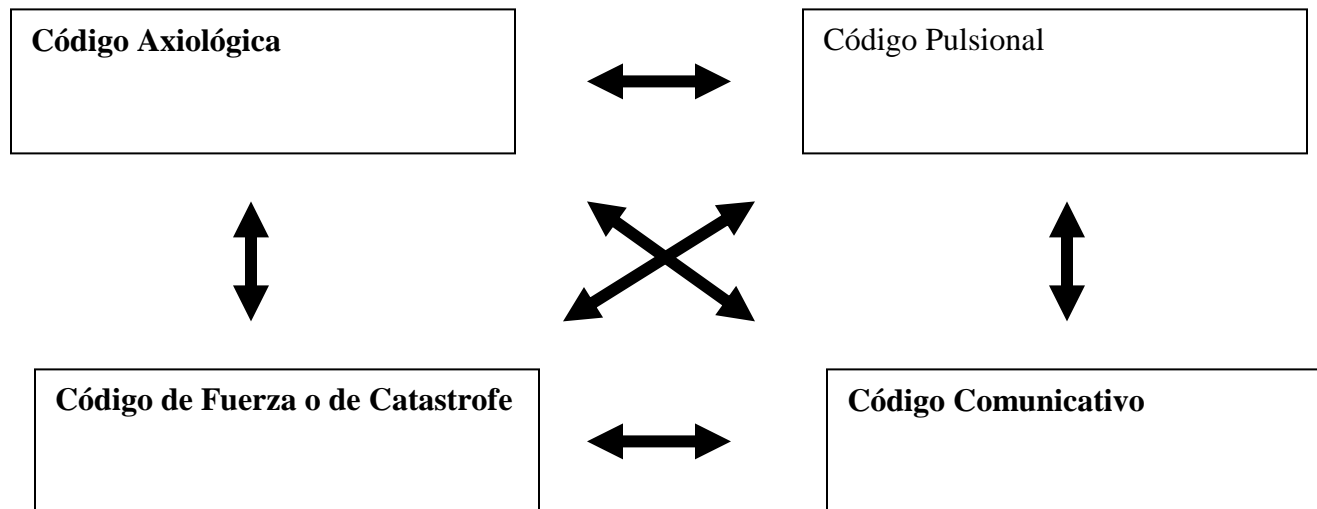 Código Axiológica
Código Pulsional
Código de Fuerza o de Catastrofe
Código Comunicativo